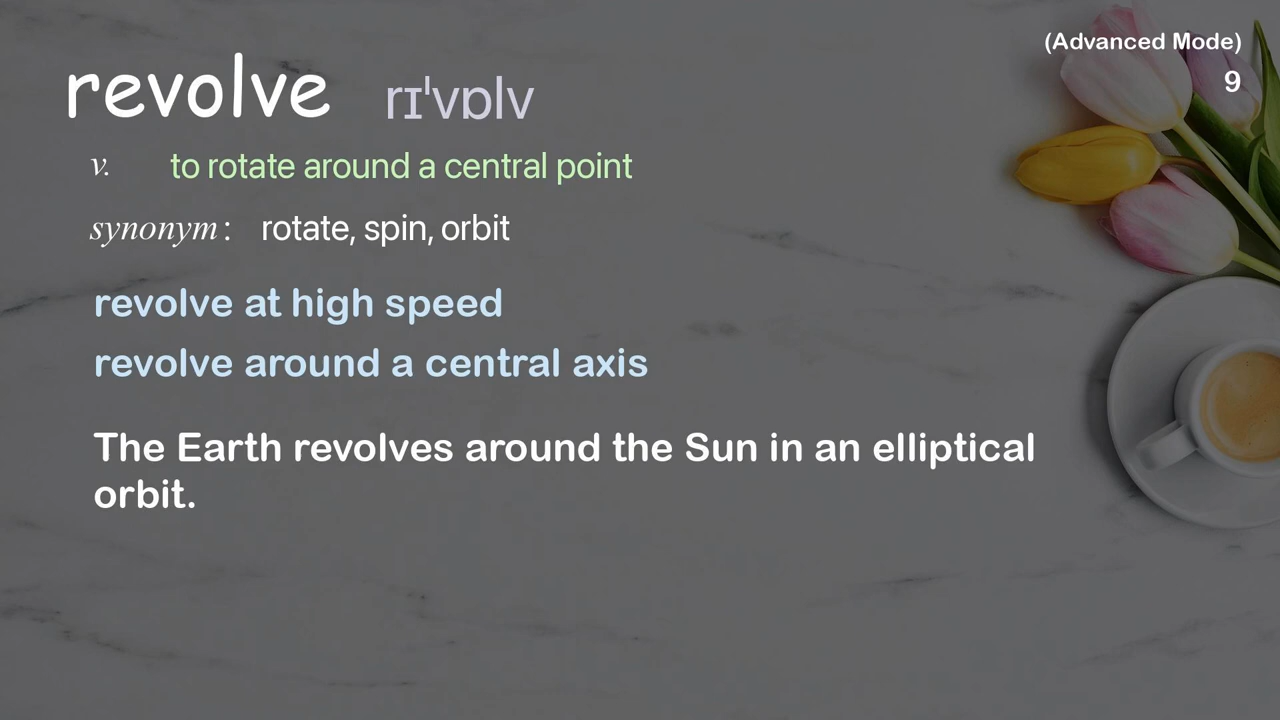 (Advanced Mode)
9
revolve rɪˈvɒlv
v. to rotate around a central point
synonym: rotate, spin, orbit
revolve at high speed
revolve around a central axis
The Earth revolves around the Sun in an elliptical
orbit.